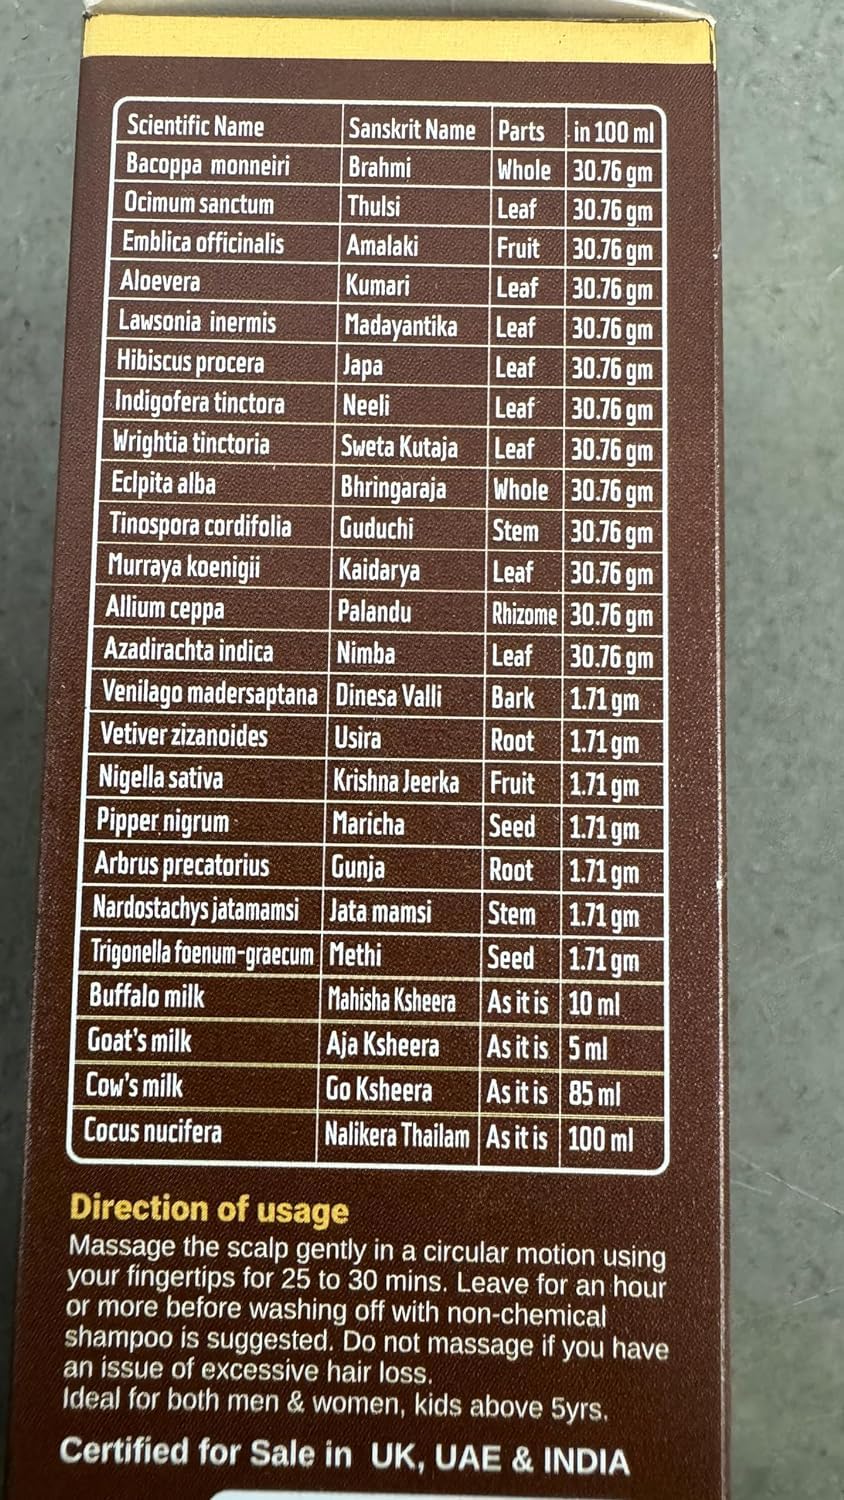 Scientific Name Sanskrit Name Parts in 100 ml
Bacoppa monneiri Brahmi Whole 30.76 gm
Ocimum sanctum Thulsi Leaf 30.76 gm
Emblica officinalis Amalaki Fruit 30.76 gm
Aloevera Kumari Leaf 30.76 gm
Lawsonia inermis Madayantika Leaf 30.76 gm
Hibiscus procera Japa Leaf 30.76 gm
Indigofera tinctora Neeli Leaf 30.76 gm
Wrightia tinctoria Sweta Kutaja Leaf 30.76 gm
Eclpita alba Bhringaraja Whole 30.76 gm
Tinospora cordifolia Guduchi Stem 30.76 gm
Murraya koenigii Kaidarya Leaf 30.76 gm
Allium ceppa Palandu Rhizome 30.76 gm
Azadirachta indica Nimba Leaf 30.76 gm
Venilago madersaptana Dinesa Valli Bark 1.71 gm
Vetiver zizanoides Usira Root 1.71 gm
Nigella sativa Krishna Jeerka Fruit 1.71 gm
Pipper nigrum Maricha Seed 1.71 gm
Arbrus precatorius Gunja Root 1.71 gm
Nardostachys jatamamsi Jata mamsi Stem 1.71 gm
Trigonella foenum-graecum Methi Seed 1.71 gm
Buffalo milk Mahisha Ksheera As it is 10 ml
Goat's milk Aja Ksheera As it is 5 ml
Cow's milk Go Ksheera As it is 85 ml
Cocus nucifera Nalikera Thailam As it is 100 ml
Direction of usage
Massage the scalp gently in a circular motion using
your fingertips for 25 to 30 mins. Leave for an hour
or more before washing off with non-chemical
shampoo is suggested. Do not massage if you have
an issue of excessive hair loss.
Ideal for both men & women, kids above 5yrs.
Certified for Sale in UK, UAE & INDIA